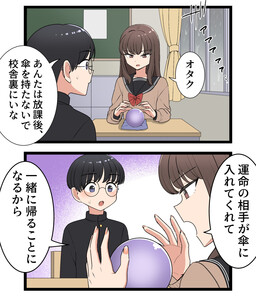 オタク
あんたは放課後、
傘を持たないで
校舎裏にいな
運命の相手が傘に
入れてくれて
一緒に帰ることに
なるから